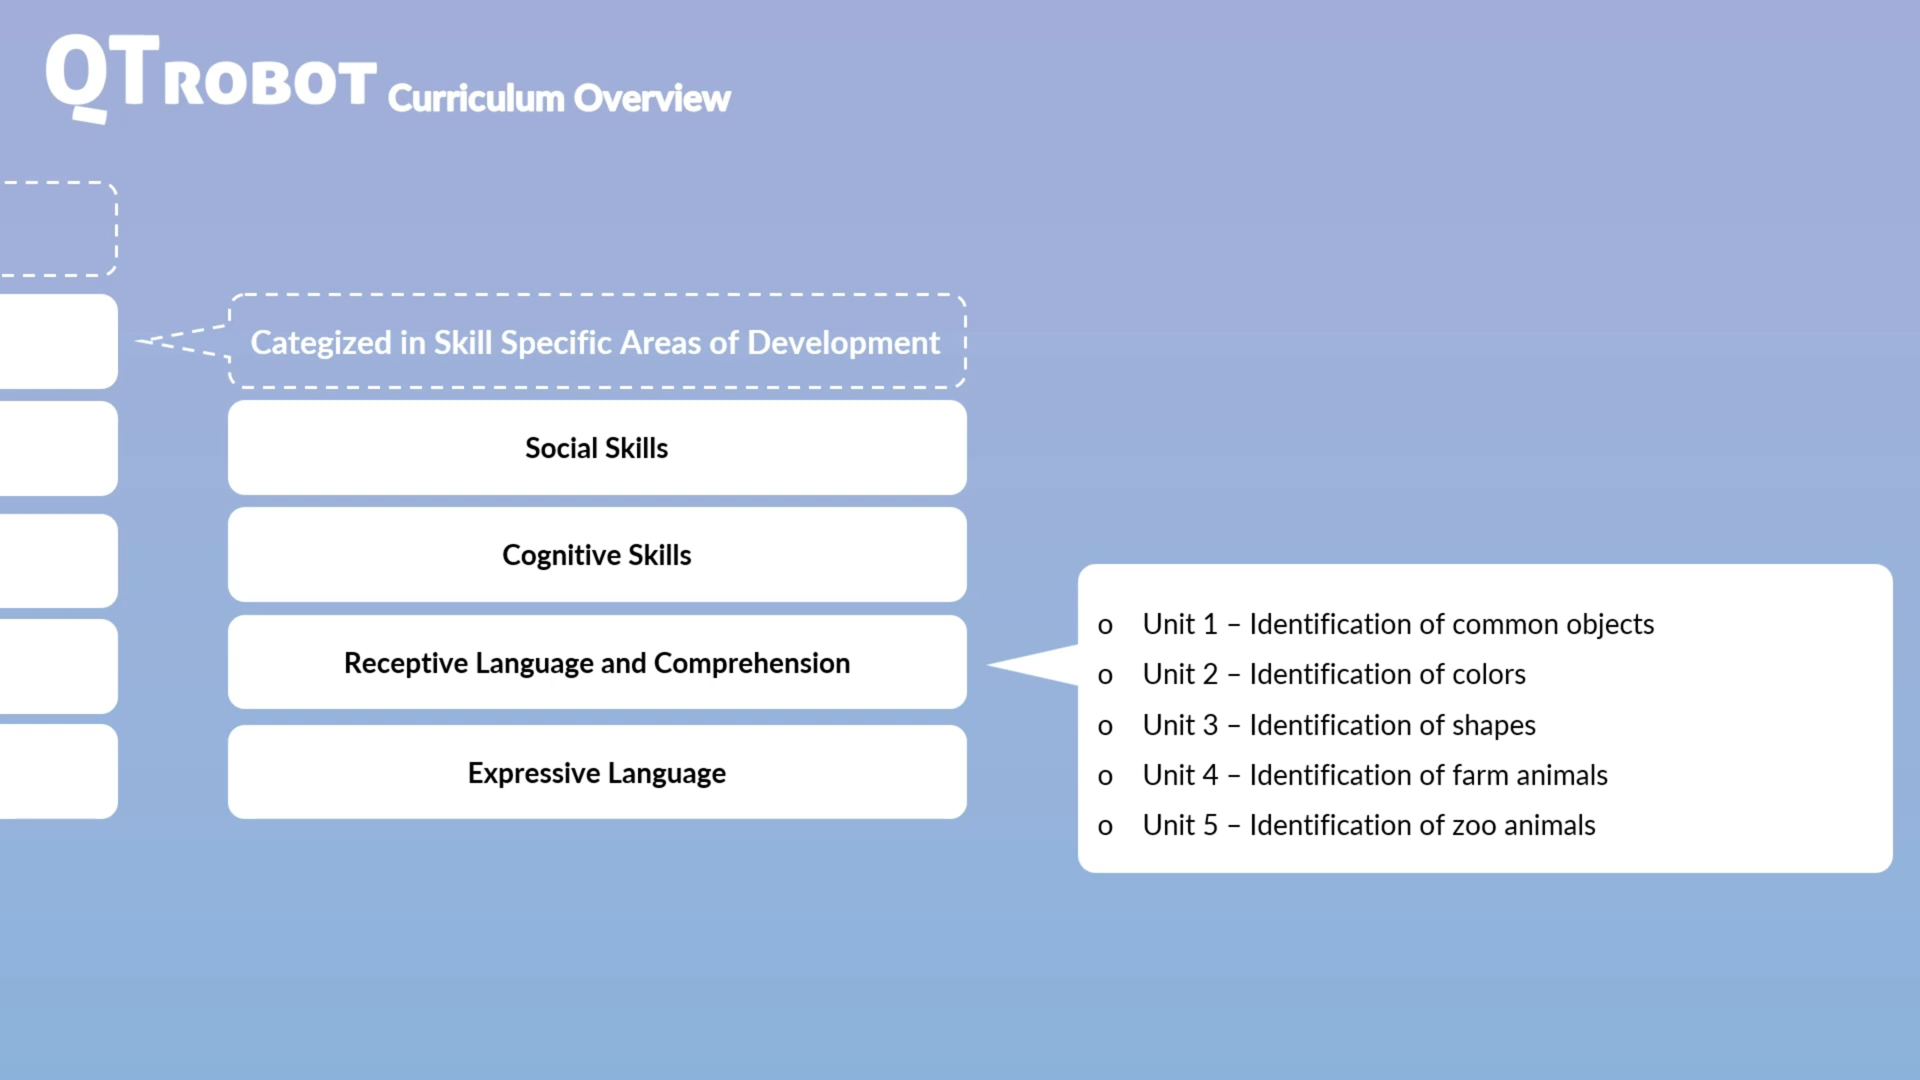 QTROBOT Curriculum Overview
Categized in Skill Specific Areas of Development
Social Skills
Cognitive Skills
Receptive Language and Comprehension
Expressive Language
o Unit 1 – Identification of common objects
o Unit 2 – Identification of colors
o Unit 3 – Identification of shapes
o Unit 4 – Identification of farm animals
o Unit 5 – Identification of zoo animals